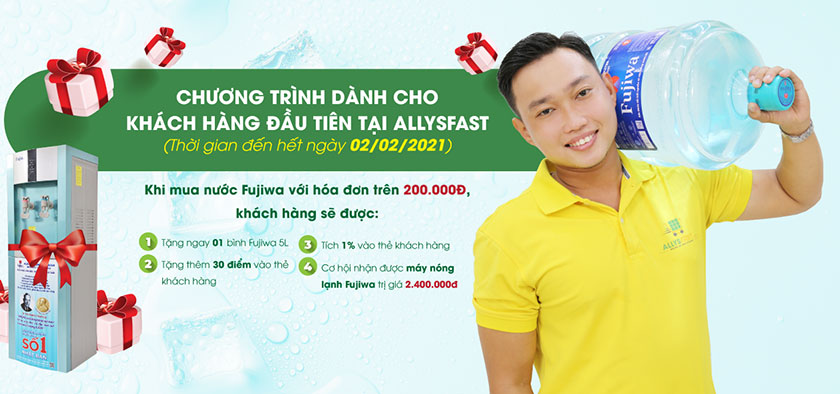 CHƯƠNG TRÌNH DÀNH CHO
KHÁCH HÀNG ĐẦU TIÊN TẠI ALLYSFAST
(Thời gian đến hết ngày 02/02/2021)
Khi mua nước Fujiwa với hóa đơn trên 200.000Đ,
khách hàng sẽ được:
1 Tặng ngay 01 bình Fujiwa 5L
2 Tặng thêm 30 điểm vào thẻ
khách hàng
3 Tích 1% vào thẻ khách hàng
4 Cơ hội nhận được máy nóng
lạnh Fujiwa trị giá 2.400.000đ
Fujiwa
SỐ 1